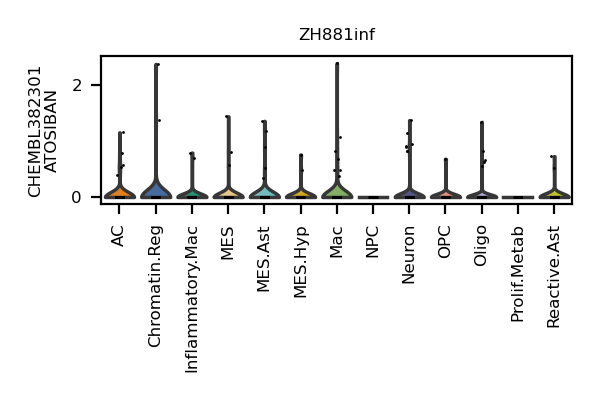 ZH881inf
CHEMBL382301
ATOSIBAN
2
0
AC
Chromatin.Reg
Inflammatory.Mac
MES
MES.Ast
MES.Hyp
Mac
NPC
Neuron
OPC
Oligo
Prolif.Metab
Reactive.Ast